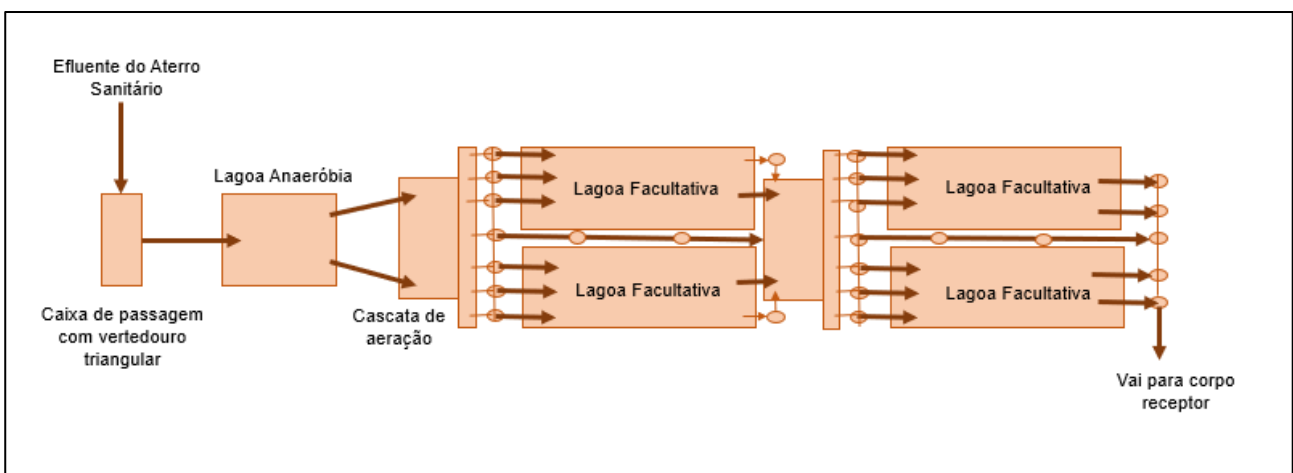 Efluente do Aterro
Sanitário
Lagoa Anaeróbia
Caixa de passagem
com vertedouro
triangular
Cascata de
aeração
Lagoa Facultativa
Lagoa Facultativa
Lagoa Facultativa
Lagoa Facultativa
Vai para corpo
receptor